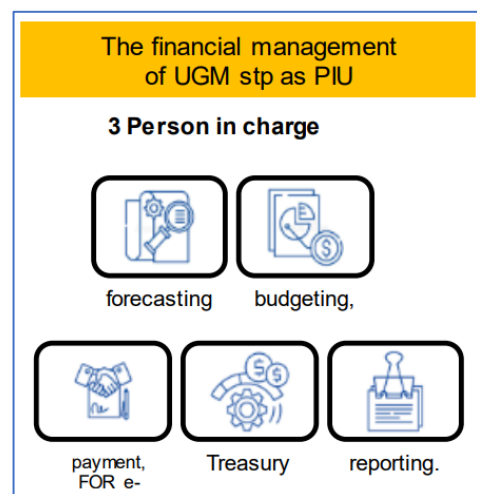 The financial management
of UGM stp as PIU
3 Person in charge
forecasting
budgeting,
payment,
FOR e-
Treasury
reporting.